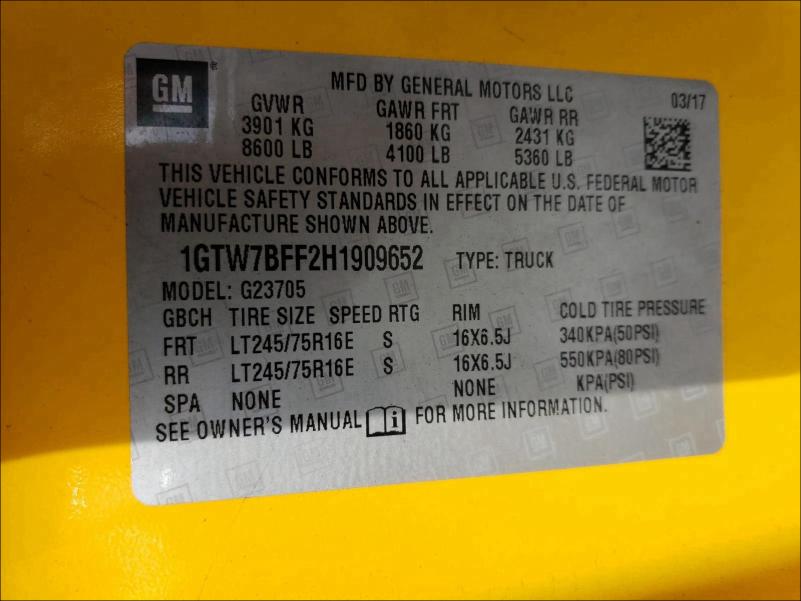 GM
MFD BY GENERAL MOTORS LLC 03/17
GVWR GAWR FRT GAWR RR
3901 KG 1860 KG 2431 KG
8600 LB 4100 LB 5360 LB
THIS VEHICLE CONFORMS TO ALL APPLICABLE U.S. FEDERAL MOTOR
VEHICLE SAFETY STANDARDS IN EFFECT ON THE DATE OF
MANUFACTURE SHOWN ABOVE.
1GTW7BFF2H1909652 TYPE: TRUCK
MODEL: G23705
GBCH TIRE SIZE SPEED RTG RIM COLD TIRE PRESSURE
FRT LT245/75R16E S 16X6.5J 340KPA(50PSI)
RR LT245/75R16E S 16X6.5J 550KPA(80PSI)
SPA NONE NONE KPA(PSI)
SEE OWNER'S MANUAL FOR MORE INFORMATION.